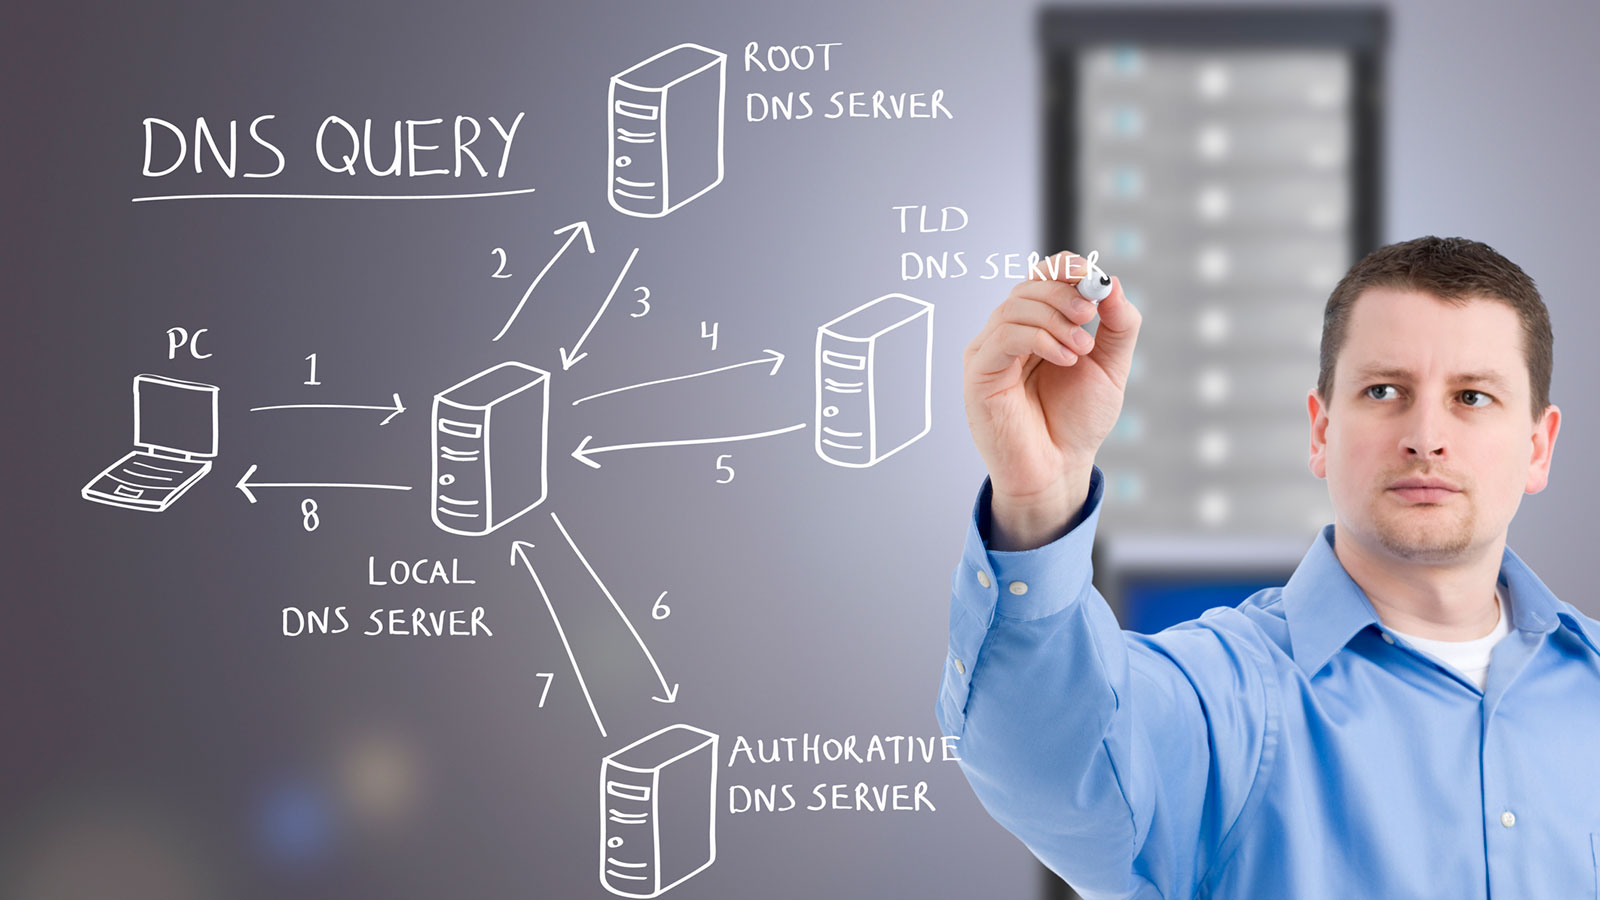 DNS QUERY
ROOT
DNS SERVER
TLD
DNS SERVER
2
3
4
PC
1
5
8
LOCAL
DNS SERVER
6
7
AUTHORATIVE
DNS SERVER